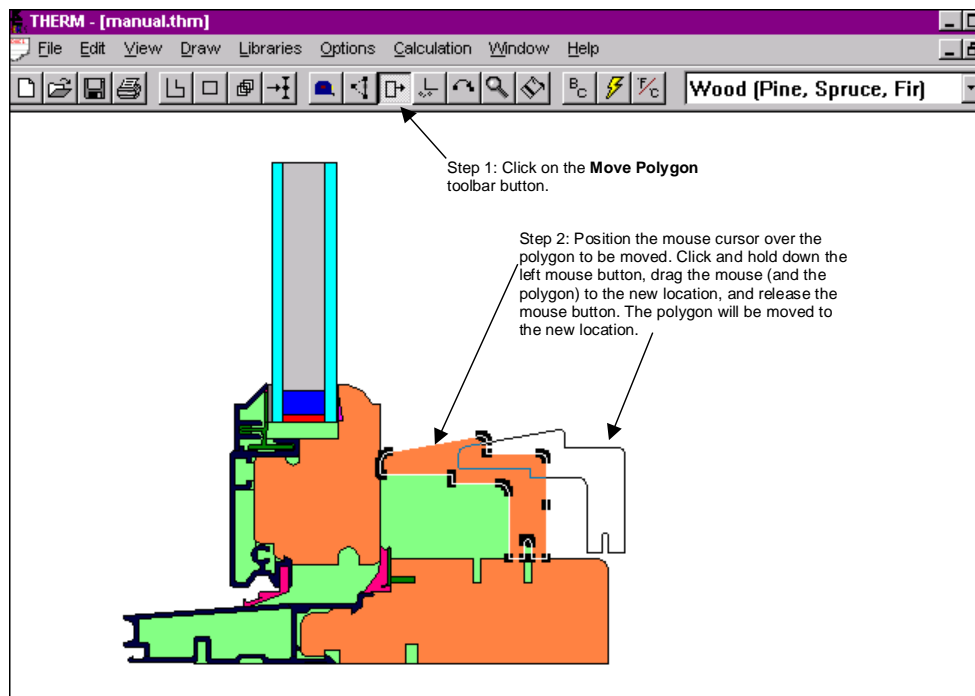 THERM - [manual.thm]
File Edit View Draw Libraries Options Calculation Window Help
BC °F/C Wood (Pine, Spruce, Fir)
Step 1: Click on the Move Polygon
toolbar button.
Step 2: Position the mouse cursor over the
polygon to be moved. Click and hold down the
left mouse button, drag the mouse (and the
polygon) to the new location, and release the
mouse button. The polygon will be moved to
the new location.